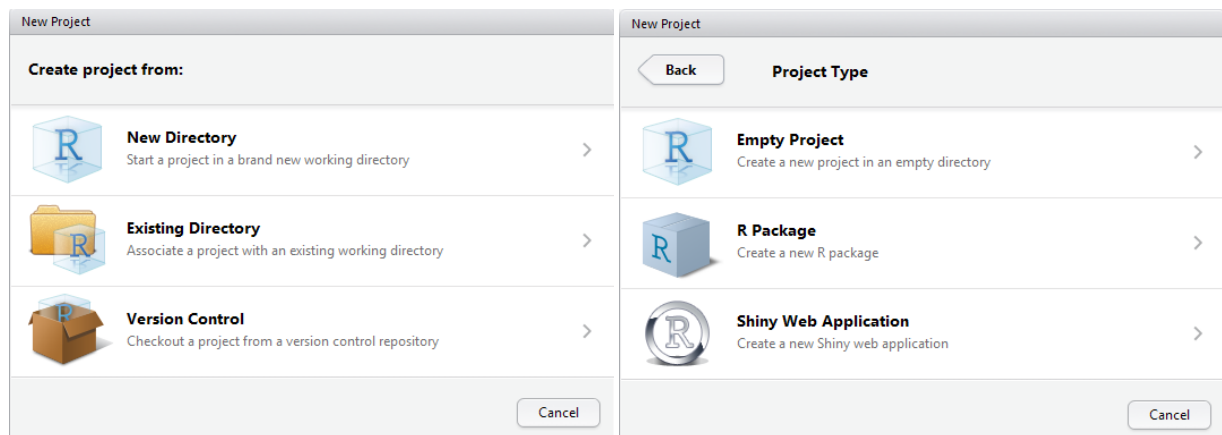 New Project
Create project from:
R
New Directory
Start a project in a brand new working directory
R
Existing Directory
Associate a project with an existing working directory
R
Version Control
Checkout a project from a version control repository
Cancel
New Project
Back
Project Type
R
Empty Project
Create a new project in an empty directory
R
R Package
Create a new R package
R
Shiny Web Application
Create a new Shiny web application
Cancel